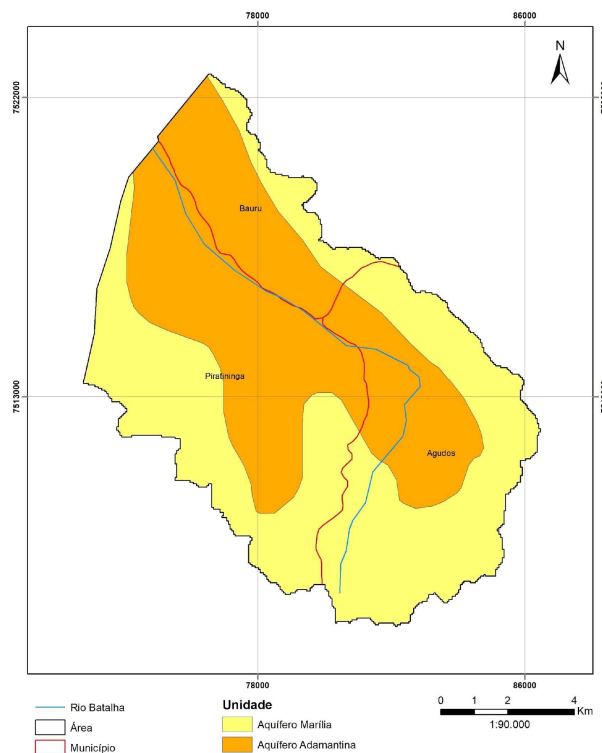 78000
86000
N
7522000
Bauru
Piratininga
7513000
Agudos
78000
86000
Rio Batalha
Área
Município
Unidade
Aquífero Marília
Aquífero Adamantina
0 1 2 4
Km
1:90.000